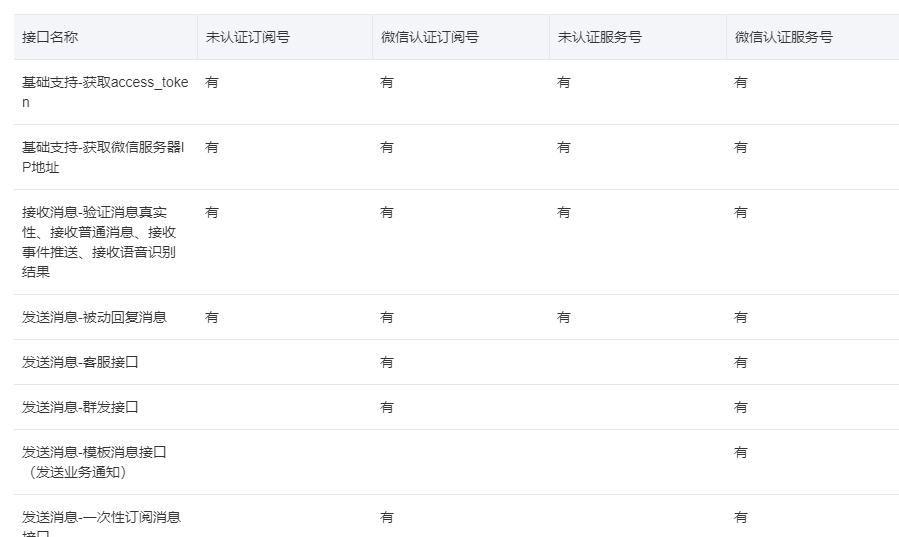 接口名称 未认证订阅号 微信认证订阅号 未认证服务号 微信认证服务号
基础支持-获取access_toke 有 有 有 有
n
基础支持-获取微信服务器I 有 有 有 有
P地址
接收消息-验证消息真实 有 有 有 有
性、接收普通消息、接收
事件推送、接收语音识别
结果
发送消息-被动回复消息 有 有 有 有
发送消息-客服接口 有 有
发送消息-群发接口 有 有
发送消息-模板消息接口 有
（发送业务通知）
发送消息-一次性订阅消息 有 有
接口